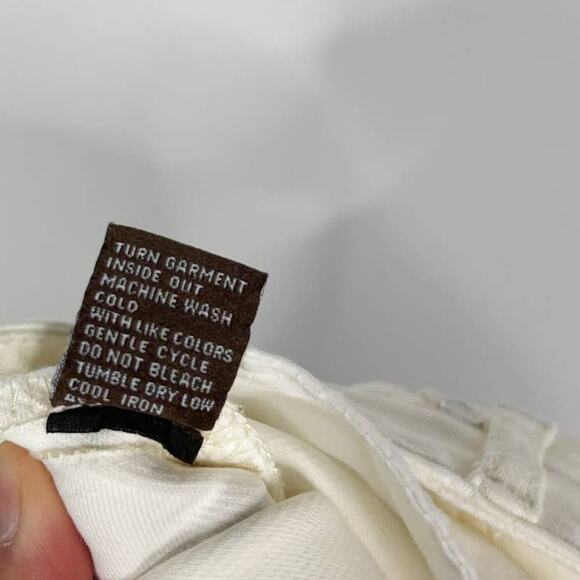 TURN GARMENT
INSIDE OUT
MACHINE WASH
COLD
WITH LIKE COLORS
GENTLE CYCLE
DO NOT BLEACH
TUMBLE DRY LOW
COOL IRON